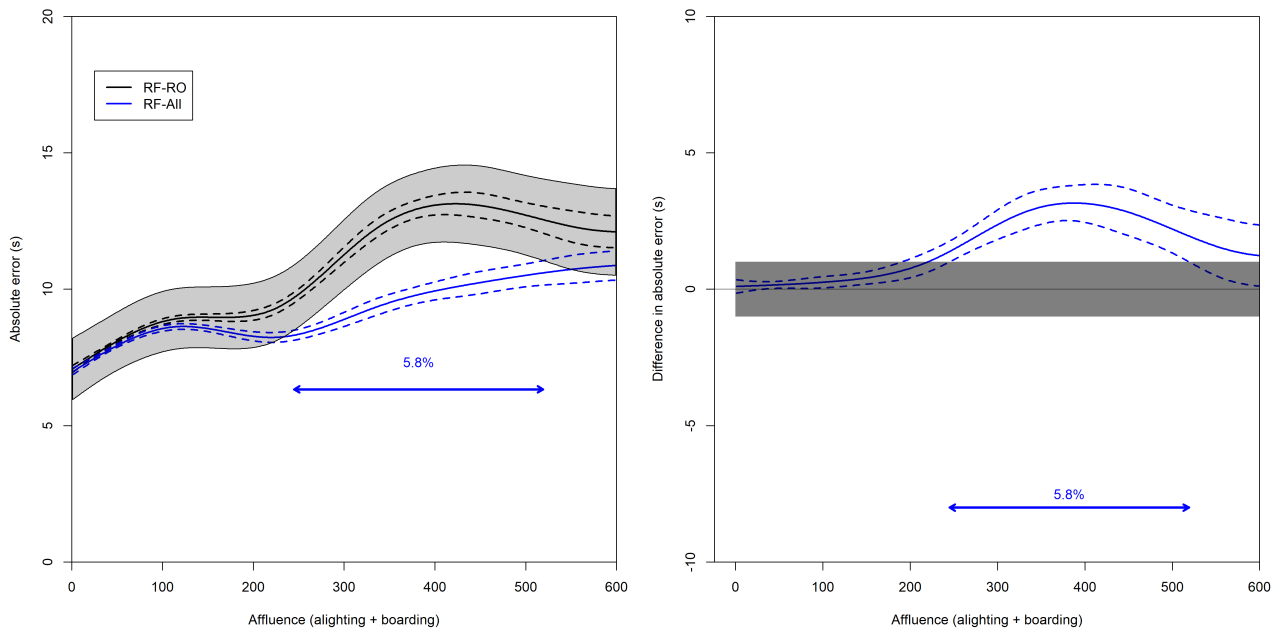 20
15
10
5
0
Absolute error (s)
RF-RO
RF-All
5.8%
0 100 200 300 400 500 600
Affluence (alighting + boarding)
10
5
0
-5
-10
Difference in absolute error (s)
5.8%
0 100 200 300 400 500 600
Affluence (alighting + boarding)